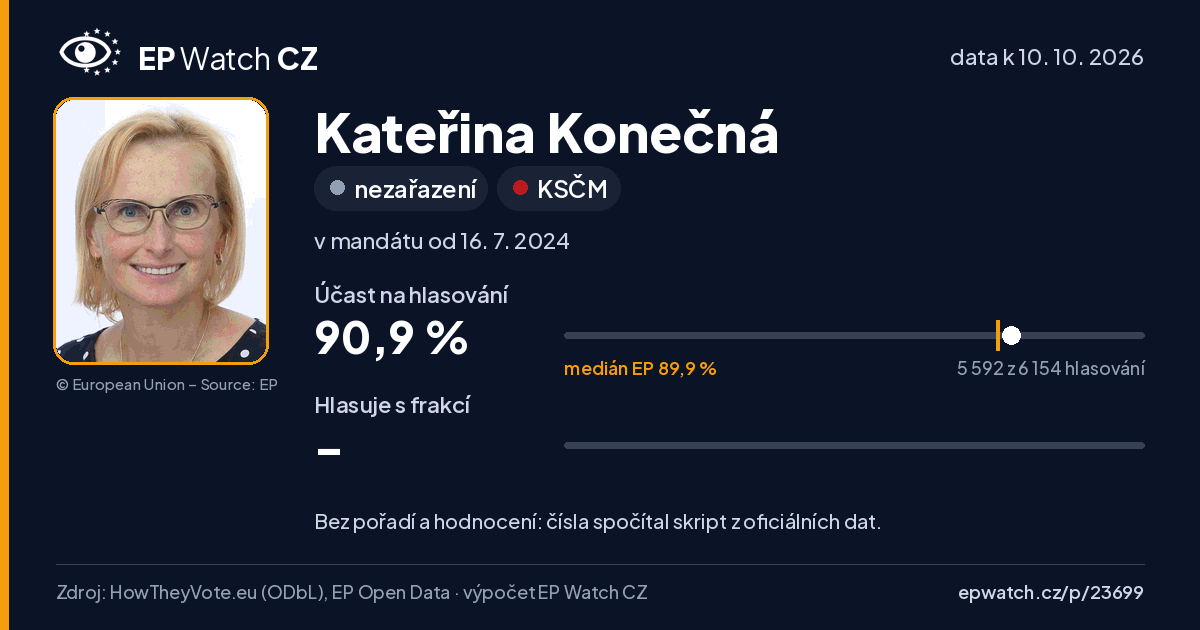 EP Watch CZ
data k 10. 10. 2026
Kateřina Konečná
nezařazení
KSČM
v mandátu od 16. 7. 2024
Účast na hlasování
90,9 %
medián EP 89,9 %
5 592 z 6 154 hlasování
© European Union – Source: EP
Hlasuje s frakcí
–
Bez pořadí a hodnocení: čísla spočítal skript z oficiálních dat.
Zdroj: HowTheyVote.eu (ODbL), EP Open Data · výpočet EP Watch CZ
epwatch.cz/p/23699